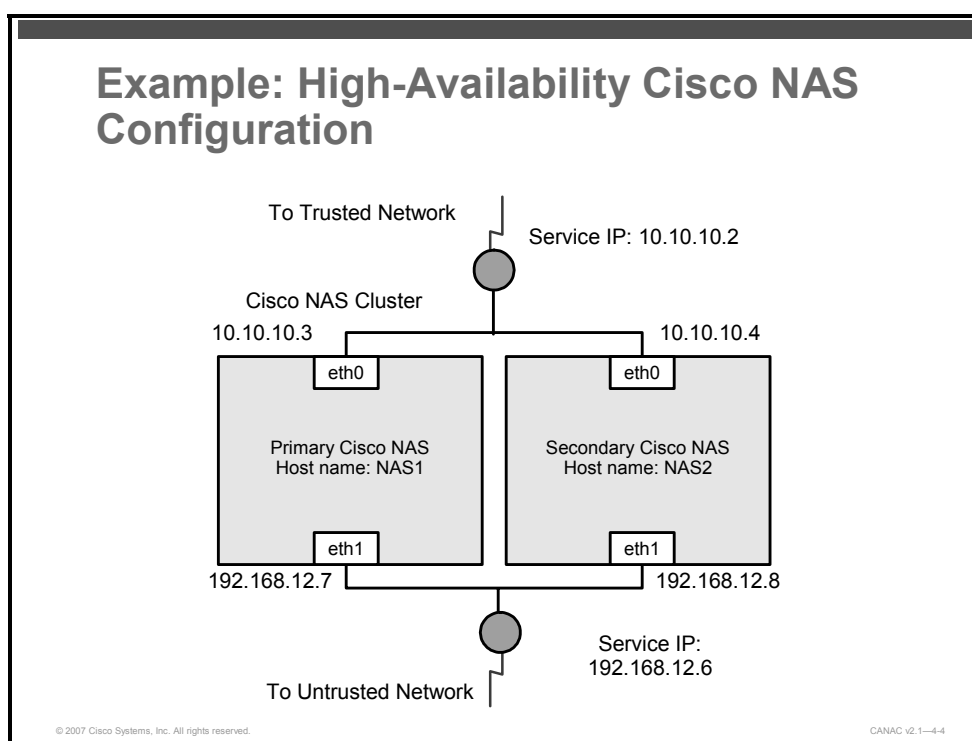 Example: High-Availability Cisco NAS
Configuration
To Trusted Network
Service IP: 10.10.10.2
Cisco NAS Cluster
10.10.10.3
10.10.10.4
eth0
eth0
Primary Cisco NAS
Host name: NAS1
Secondary Cisco NAS
Host name: NAS2
eth1
eth1
192.168.12.7
192.168.12.8
Service IP:
192.168.12.6
To Untrusted Network
© 2007 Cisco Systems, Inc. All rights reserved.
CANAC v2.1—4-4